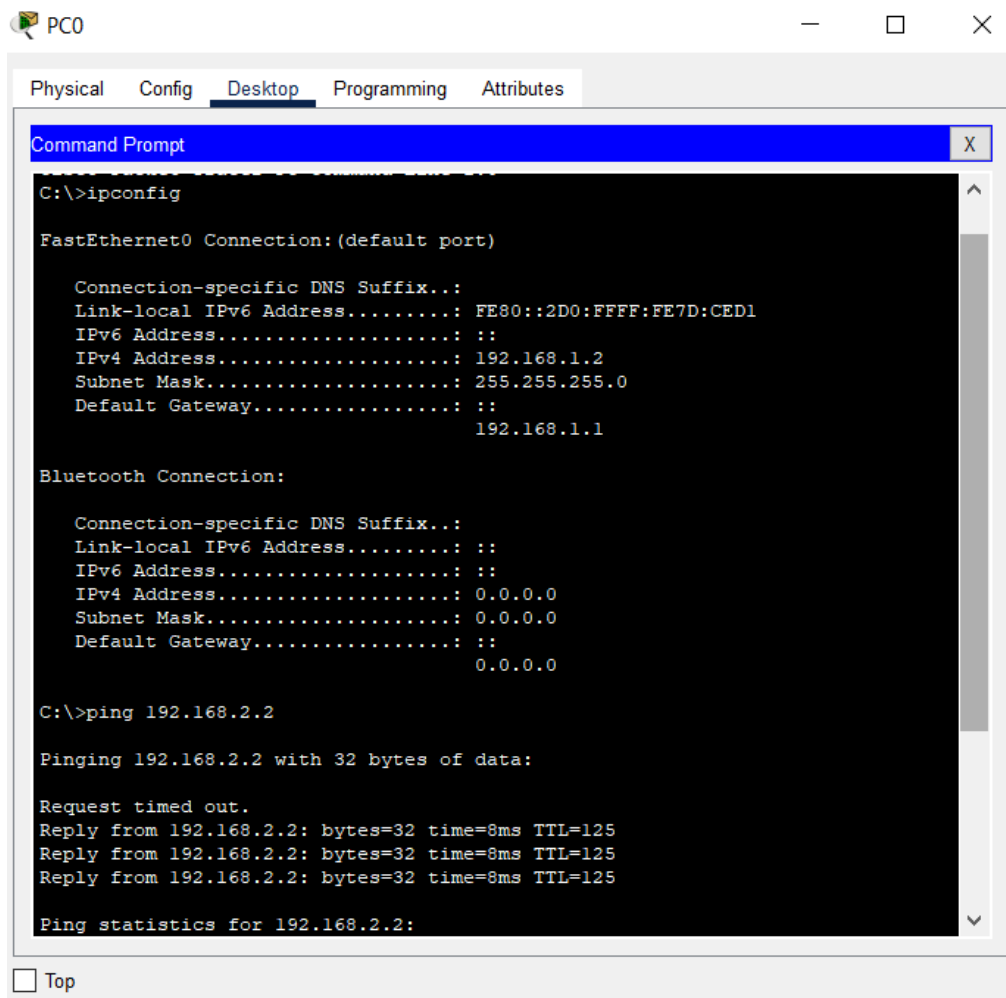 PC0
Physical Config Desktop Programming Attributes
Command Prompt X
C:\>ipconfig
FastEthernet0 Connection:(default port)
Connection-specific DNS Suffix..:
Link-local IPv6 Address.........: FE80::2D0:FFFF:FE7D:CED1
IPv6 Address....................: ::
IPv4 Address....................: 192.168.1.2
Subnet Mask.....................: 255.255.255.0
Default Gateway.................: ::
192.168.1.1
Bluetooth Connection:
Connection-specific DNS Suffix..:
Link-local IPv6 Address.........: ::
IPv6 Address....................: ::
IPv4 Address....................: 0.0.0.0
Subnet Mask.....................: 0.0.0.0
Default Gateway.................: ::
0.0.0.0
C:\>ping 192.168.2.2
Pinging 192.168.2.2 with 32 bytes of data:
Request timed out.
Reply from 192.168.2.2: bytes=32 time=8ms TTL=125
Reply from 192.168.2.2: bytes=32 time=8ms TTL=125
Reply from 192.168.2.2: bytes=32 time=8ms TTL=125
Ping statistics for 192.168.2.2:
Top